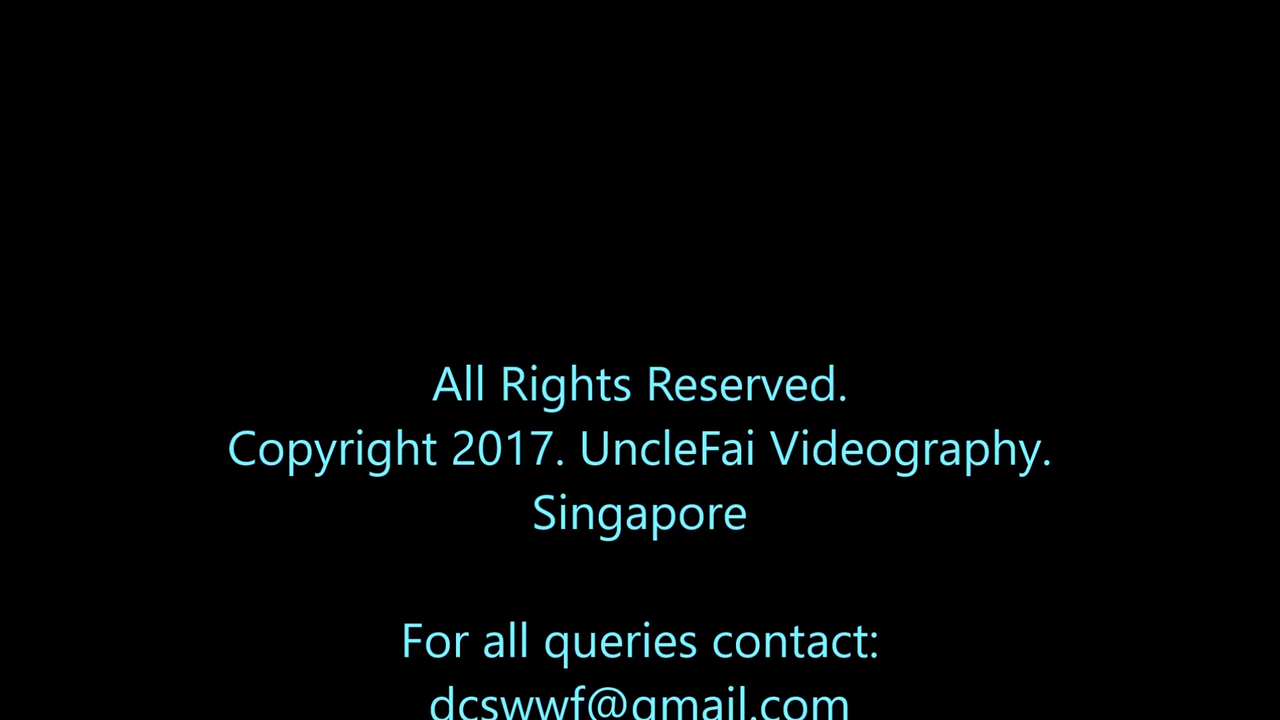 All Rights Reserved.
Copyright 2017. UncleFai Videography.
Singapore
For all queries contact:
dcswwf@gmail.com